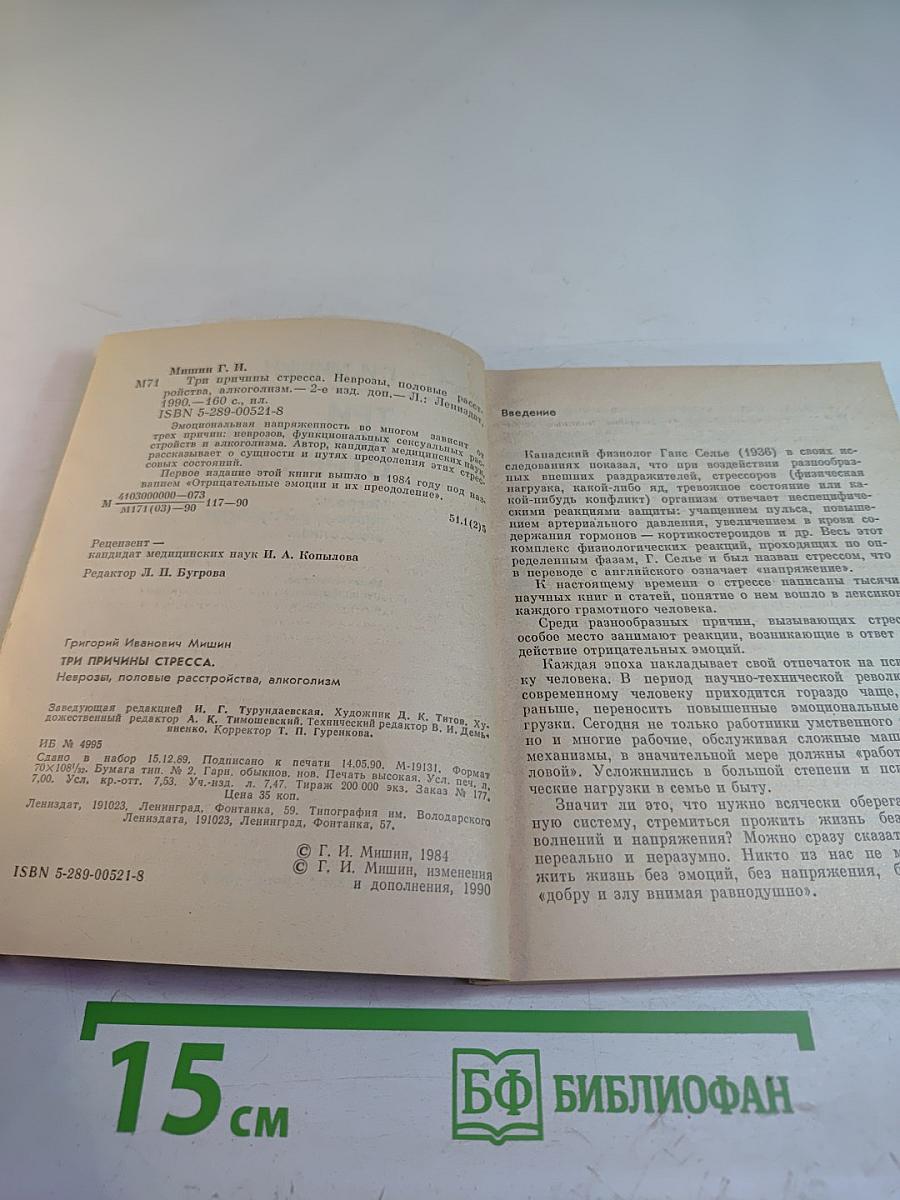 Мишин Г. И.
М71 Три причины стресса. Неврозы, половые расст-
ройства, алкоголизм.— 2-е изд. доп.— Л.: Лениздат,
1990.—160 с., ил.
ISBN 5-289-00521-8
Эмоциональная напряженность во многом зависит от
трех причин: неврозов, функциональных сексуальных рас-
стройств и алкоголизма. Автор, кандидат медицинских наук,
рассказывает о сущности и путях преодоления этих стрес-
совых состояний.
Первое издание этой книги вышло в 1984 году под наз-
ванием «Отрицательные эмоции и их преодоление».
М 4103000000—073
М171(03)—90 117—90
51.1(2)5
Рецензент —
кандидат медицинских наук И. А. Копылова
Редактор Л. П. Бугрова
Григорий Иванович Мишин
ТРИ ПРИЧИНЫ СТРЕССА.
Неврозы, половые расстройства, алкоголизм
Заведующая редакцией И. Г. Турундаевская. Художник Д. К. Титов. Ху-
дожественный редактор А. К. Тимошевский. Технический редактор В. И. Демь-
яненко. Корректор Т. П. Гуренкова.
ИБ № 4995
Сдано в набор 15.12.89. Подписано к печати 14.05.90. М-19131. Формат
70×108¹/₃₂. Бумага тип. № 2. Гарн. обыкнов. нов. Печать высокая. Усл. печ. л.
7,00. Усл. кр.-отт. 7,53. Уч.-изд. л. 7,47. Тираж 200 000 экз. Заказ № 177.
Цена 35 коп.
Лениздат, 191023, Ленинград, Фонтанка, 59. Типография им. Володарского
Лениздата, 191023, Ленинград, Фонтанка, 57.
© Г. И. Мишин, 1984
© Г. И. Мишин, изменения
и дополнения, 1990
ISBN 5-289-00521-8
Введение
Канадский физиолог Ганс Селье (1936) в своих ис-
следованиях показал, что при воздействии разнообраз-
ных внешних раздражителей, стрессоров (физическая
нагрузка, какой-либо яд, тревожное состояние или ка-
кой-нибудь конфликт) организм отвечает неспецифиче-
скими реакциями защиты: учащением пульса, повыше-
нием артериального давления, увеличением в крови со-
держания гормонов — кортикостероидов и др. Весь этот
комплекс физиологических реакций, проходящих по оп-
ределенным фазам, Г. Селье и был назван стрессом, что
в переводе с английского означает «напряжение».
К настоящему времени о стрессе написаны тысячи
научных книг и статей, понятие о нем вошло в лексикон
каждого грамотного человека.
Среди разнообразных причин, вызывающих стрес
особое место занимают реакции, возникающие в ответ
действие отрицательных эмоций.
Каждая эпоха накладывает свой отпечаток на пси
ку человека. В период научно-технической револю
современному человеку приходится гораздо чаще,
раньше, переносить повышенные эмоциональные
грузки. Сегодня не только работники умственного
но и многие рабочие, обслуживая сложные маш
механизмы, в значительной мере должны «работ
ловой». Усложнились в большой степени и пси
ческие нагрузки в семье и быту.
Значит ли это, что нужно всячески оберега
ную систему, стремиться прожить жизнь без
волнений и напряжения? Можно сразу сказат
нереально и неразумно. Никто из нас не м
жить жизнь без эмоций, без напряжения, б
«добру и злу внимая равнодушно».
15 см
БФ БИБЛИОФАН